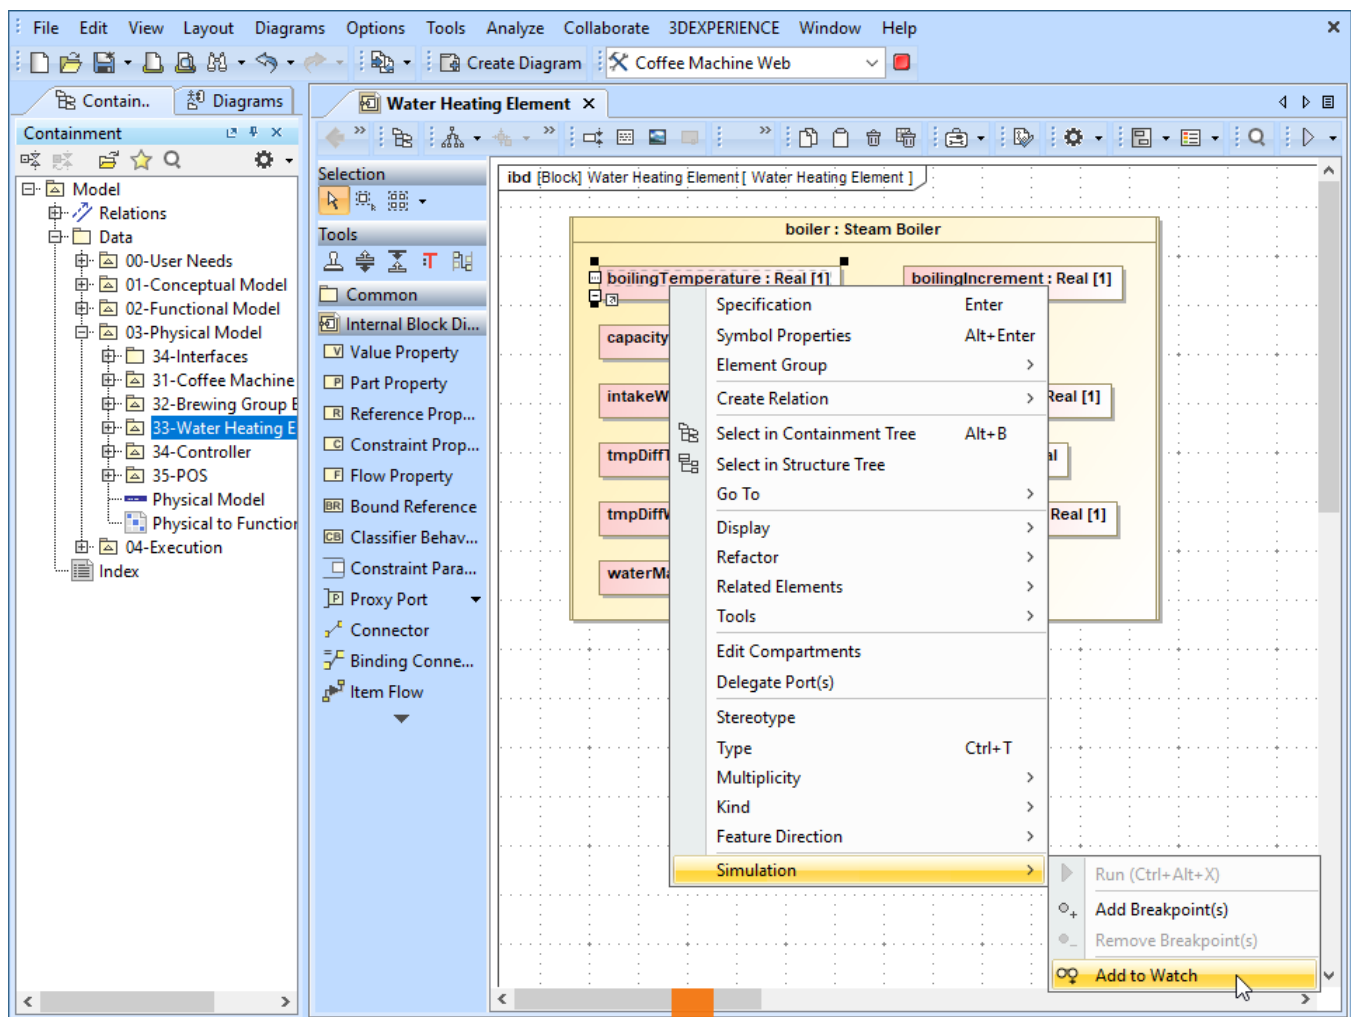 File Edit View Layout Diagrams Options Tools Analyze Collaborate 3DEXPERIENCE Window Help
Create Diagram Coffee Machine Web
Contain.. Diagrams
Water Heating Element
Containment
Model
Relations
Data
00-User Needs
01-Conceptual Model
02-Functional Model
03-Physical Model
34-Interfaces
31-Coffee Machine
32-Brewing Group E
33-Water Heating E
34-Controller
35-POS
Physical Model
Physical to Function
04-Execution
Index
Selection
Tools
Common
Internal Block Di...
Value Property
Part Property
Reference Prop...
Constraint Prop...
Flow Property
Bound Reference
Classifier Behav...
Constraint Para...
Proxy Port
Connector
Binding Conne...
Item Flow
ibd [Block] Water Heating Element [ Water Heating Element ]
boiler : Steam Boiler
boilingTemperature : Real [1]
boilingIncrement : Real [1]
capacity
intakeW
Real [1]
tmpDiffT
al
tmpDiffW
Real [1]
waterMa
Specification Enter
Symbol Properties Alt+Enter
Element Group
Create Relation
Select in Containment Tree Alt+B
Select in Structure Tree
Go To
Display
Refactor
Related Elements
Tools
Edit Compartments
Delegate Port(s)
Stereotype
Type Ctrl+T
Multiplicity
Kind
Feature Direction
Simulation
Run (Ctrl+Alt+X)
Add Breakpoint(s)
Remove Breakpoint(s)
Add to Watch